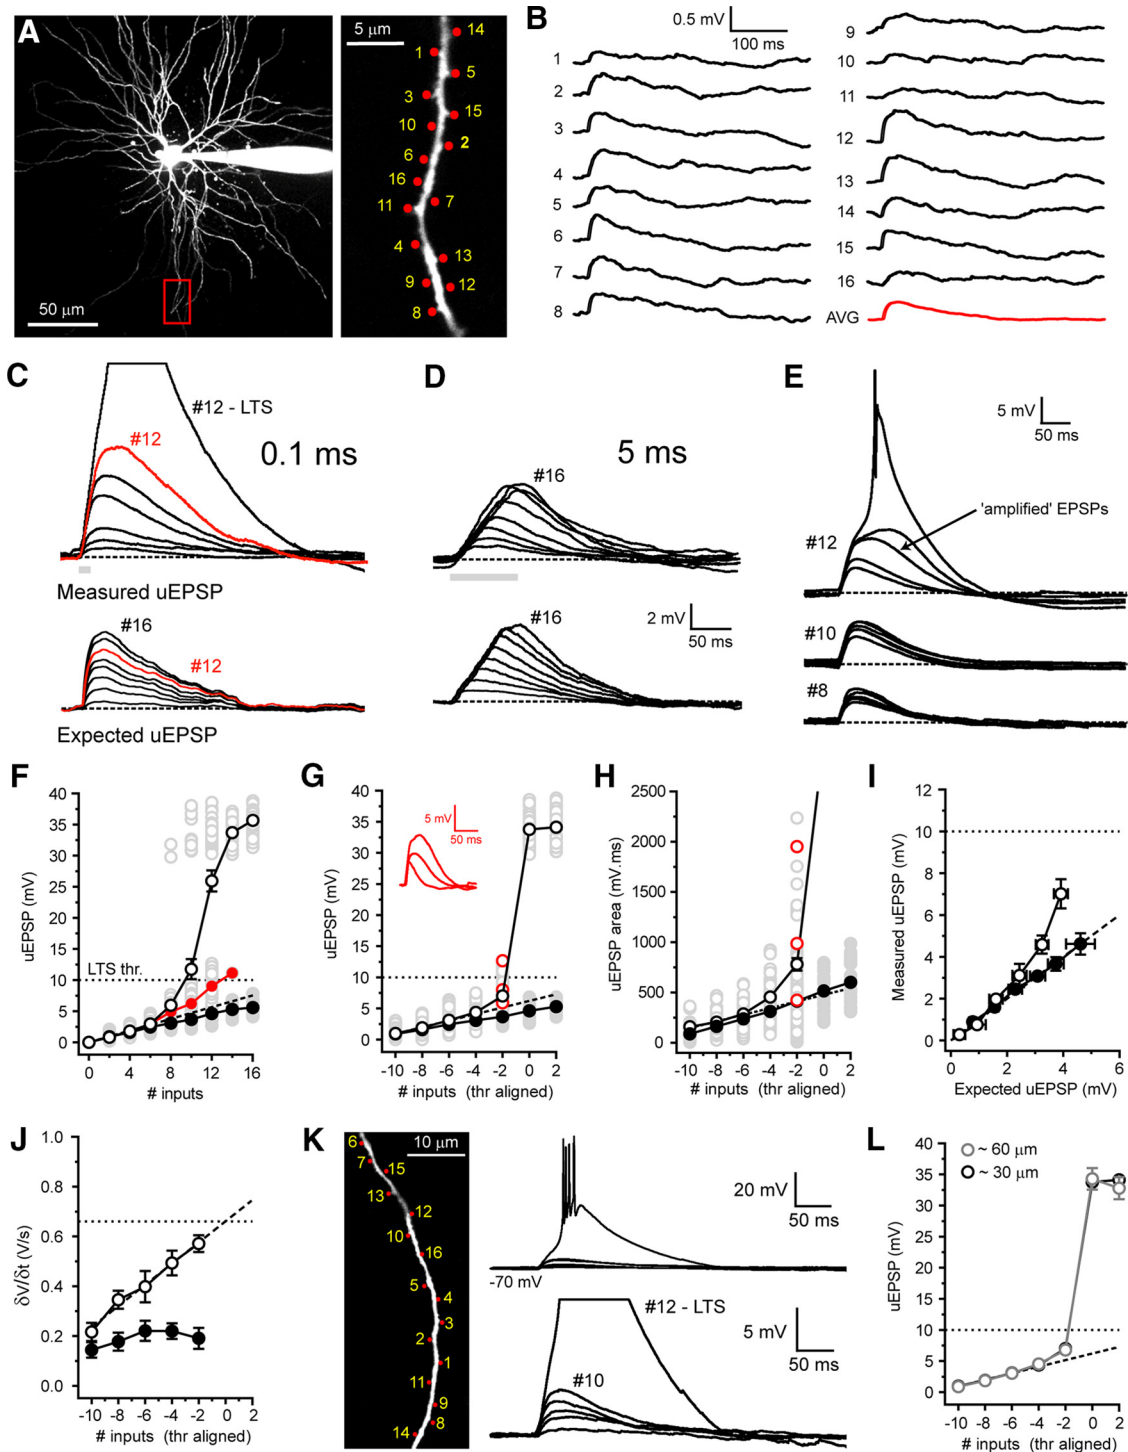 A
50 μm
5 μm
14
1
5
3
15
10
2
6
16
7
11
4
13
9
12
8
B
0.5 mV
100 ms
1
2
3
4
5
6
7
8
9
10
11
12
13
14
15
16
AVG
C
#12 - LTS
#12
0.1 ms
Measured uEPSP
#16
#12
Expected uEPSP
D
#16
5 ms
#16
2 mV
50 ms
E
5 mV
50 ms
'amplified' EPSPs
#12
#10
#8
F
uEPSP (mV)
40
35
30
25
20
15
10
5
0
LTS thr.
0 4 8 12 16
# inputs
G
uEPSP (mV)
40
35
30
25
20
15
10
5
0
5 mV
50 ms
-10 -8 -6 -4 -2 0 2
# inputs (thr aligned)
H
uEPSP area (mV.ms)
2500
2000
1500
1000
500
0
-10 -8 -6 -4 -2 0 2
# inputs (thr aligned)
I
Measured uEPSP (mV)
12
10
8
6
4
2
0
0 2 4 6
Expected uEPSP (mV)
J
δV/δt (V/s)
1.0
0.8
0.6
0.4
0.2
0.0
-10 -8 -6 -4 -2 0 2
# inputs (thr aligned)
K
10 μm
6
7
15
13
12
10
16
5
4
3
2
1
11
9
8
14
20 mV
50 ms
-70 mV
#12 - LTS
5 mV
50 ms
#10
L
~ 60 μm
~ 30 μm
uEPSP (mV)
40
35
30
25
20
15
10
5
0
-10 -8 -6 -4 -2 0 2
# inputs (thr aligned)